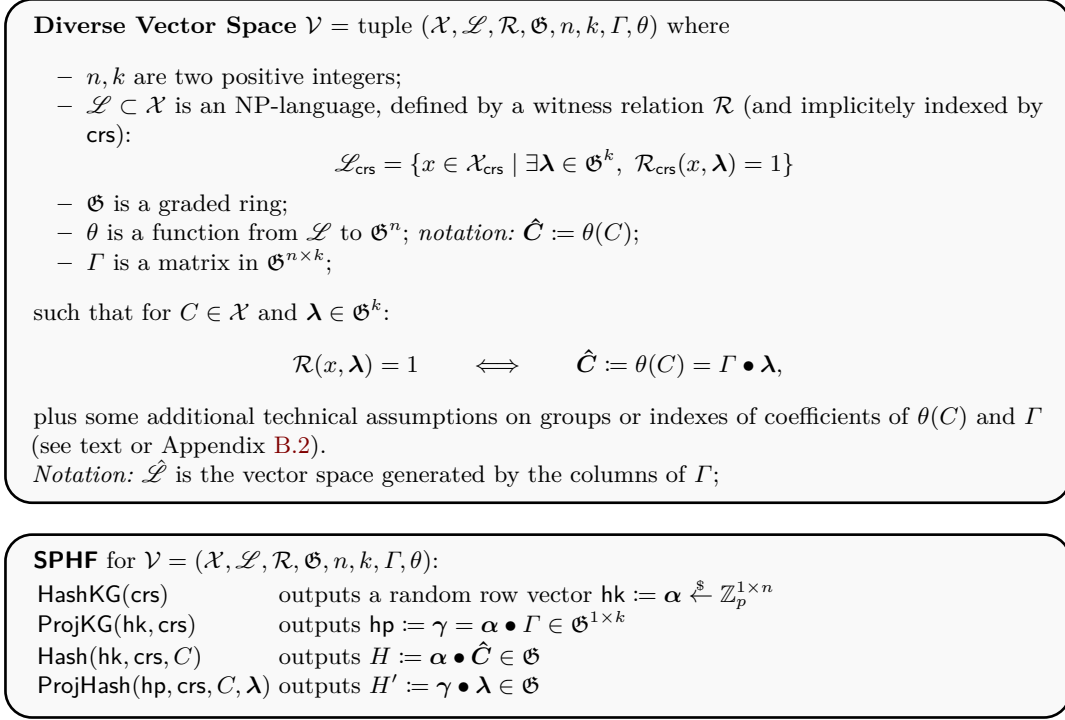 Diverse Vector Space 𝒱 = tuple (𝒳, ℒ, ℛ, 𝕲, n, k, Γ, θ) where
– n, k are two positive integers;
– ℒ ⊂ 𝒳 is an NP-language, defined by a witness relation ℛ (and implicitely indexed by
crs):
ℒ_crs = {x ∈ 𝒳_crs | ∃λ ∈ 𝕲^k, ℛ_crs(x, λ) = 1}
– 𝕲 is a graded ring;
– θ is a function from ℒ to 𝕲^n; notation: Ĉ := θ(C);
– Γ is a matrix in 𝕲^{n×k};
such that for C ∈ 𝒳 and λ ∈ 𝕲^k:
ℛ(x, λ) = 1 ⟺ Ĉ := θ(C) = Γ • λ,
plus some additional technical assumptions on groups or indexes of coefficients of θ(C) and Γ
(see text or Appendix B.2).
Notation: ℒ̂ is the vector space generated by the columns of Γ;
SPHF for 𝒱 = (𝒳, ℒ, ℛ, 𝕲, n, k, Γ, θ):
HashKG(crs) outputs a random row vector hk := α ←$ ℤ_p^{1×n}
ProjKG(hk, crs) outputs hp := γ = α • Γ ∈ 𝕲^{1×k}
Hash(hk, crs, C) outputs H := α • Ĉ ∈ 𝕲
ProjHash(hp, crs, C, λ) outputs H′ := γ • λ ∈ 𝕲